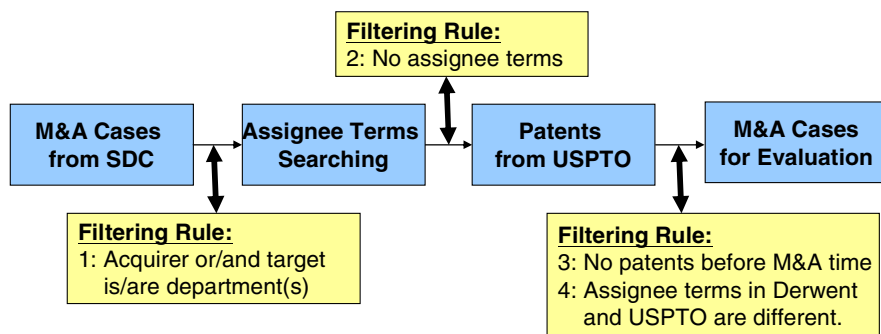 Filtering Rule:
2: No assignee terms
M&A Cases
from SDC
Assignee Terms
Searching
Patents
from USPTO
M&A Cases
for Evaluation
Filtering Rule:
1: Acquirer or/and target
is/are department(s)
Filtering Rule:
3: No patents before M&A time
4: Assignee terms in Derwent
and USPTO are different.